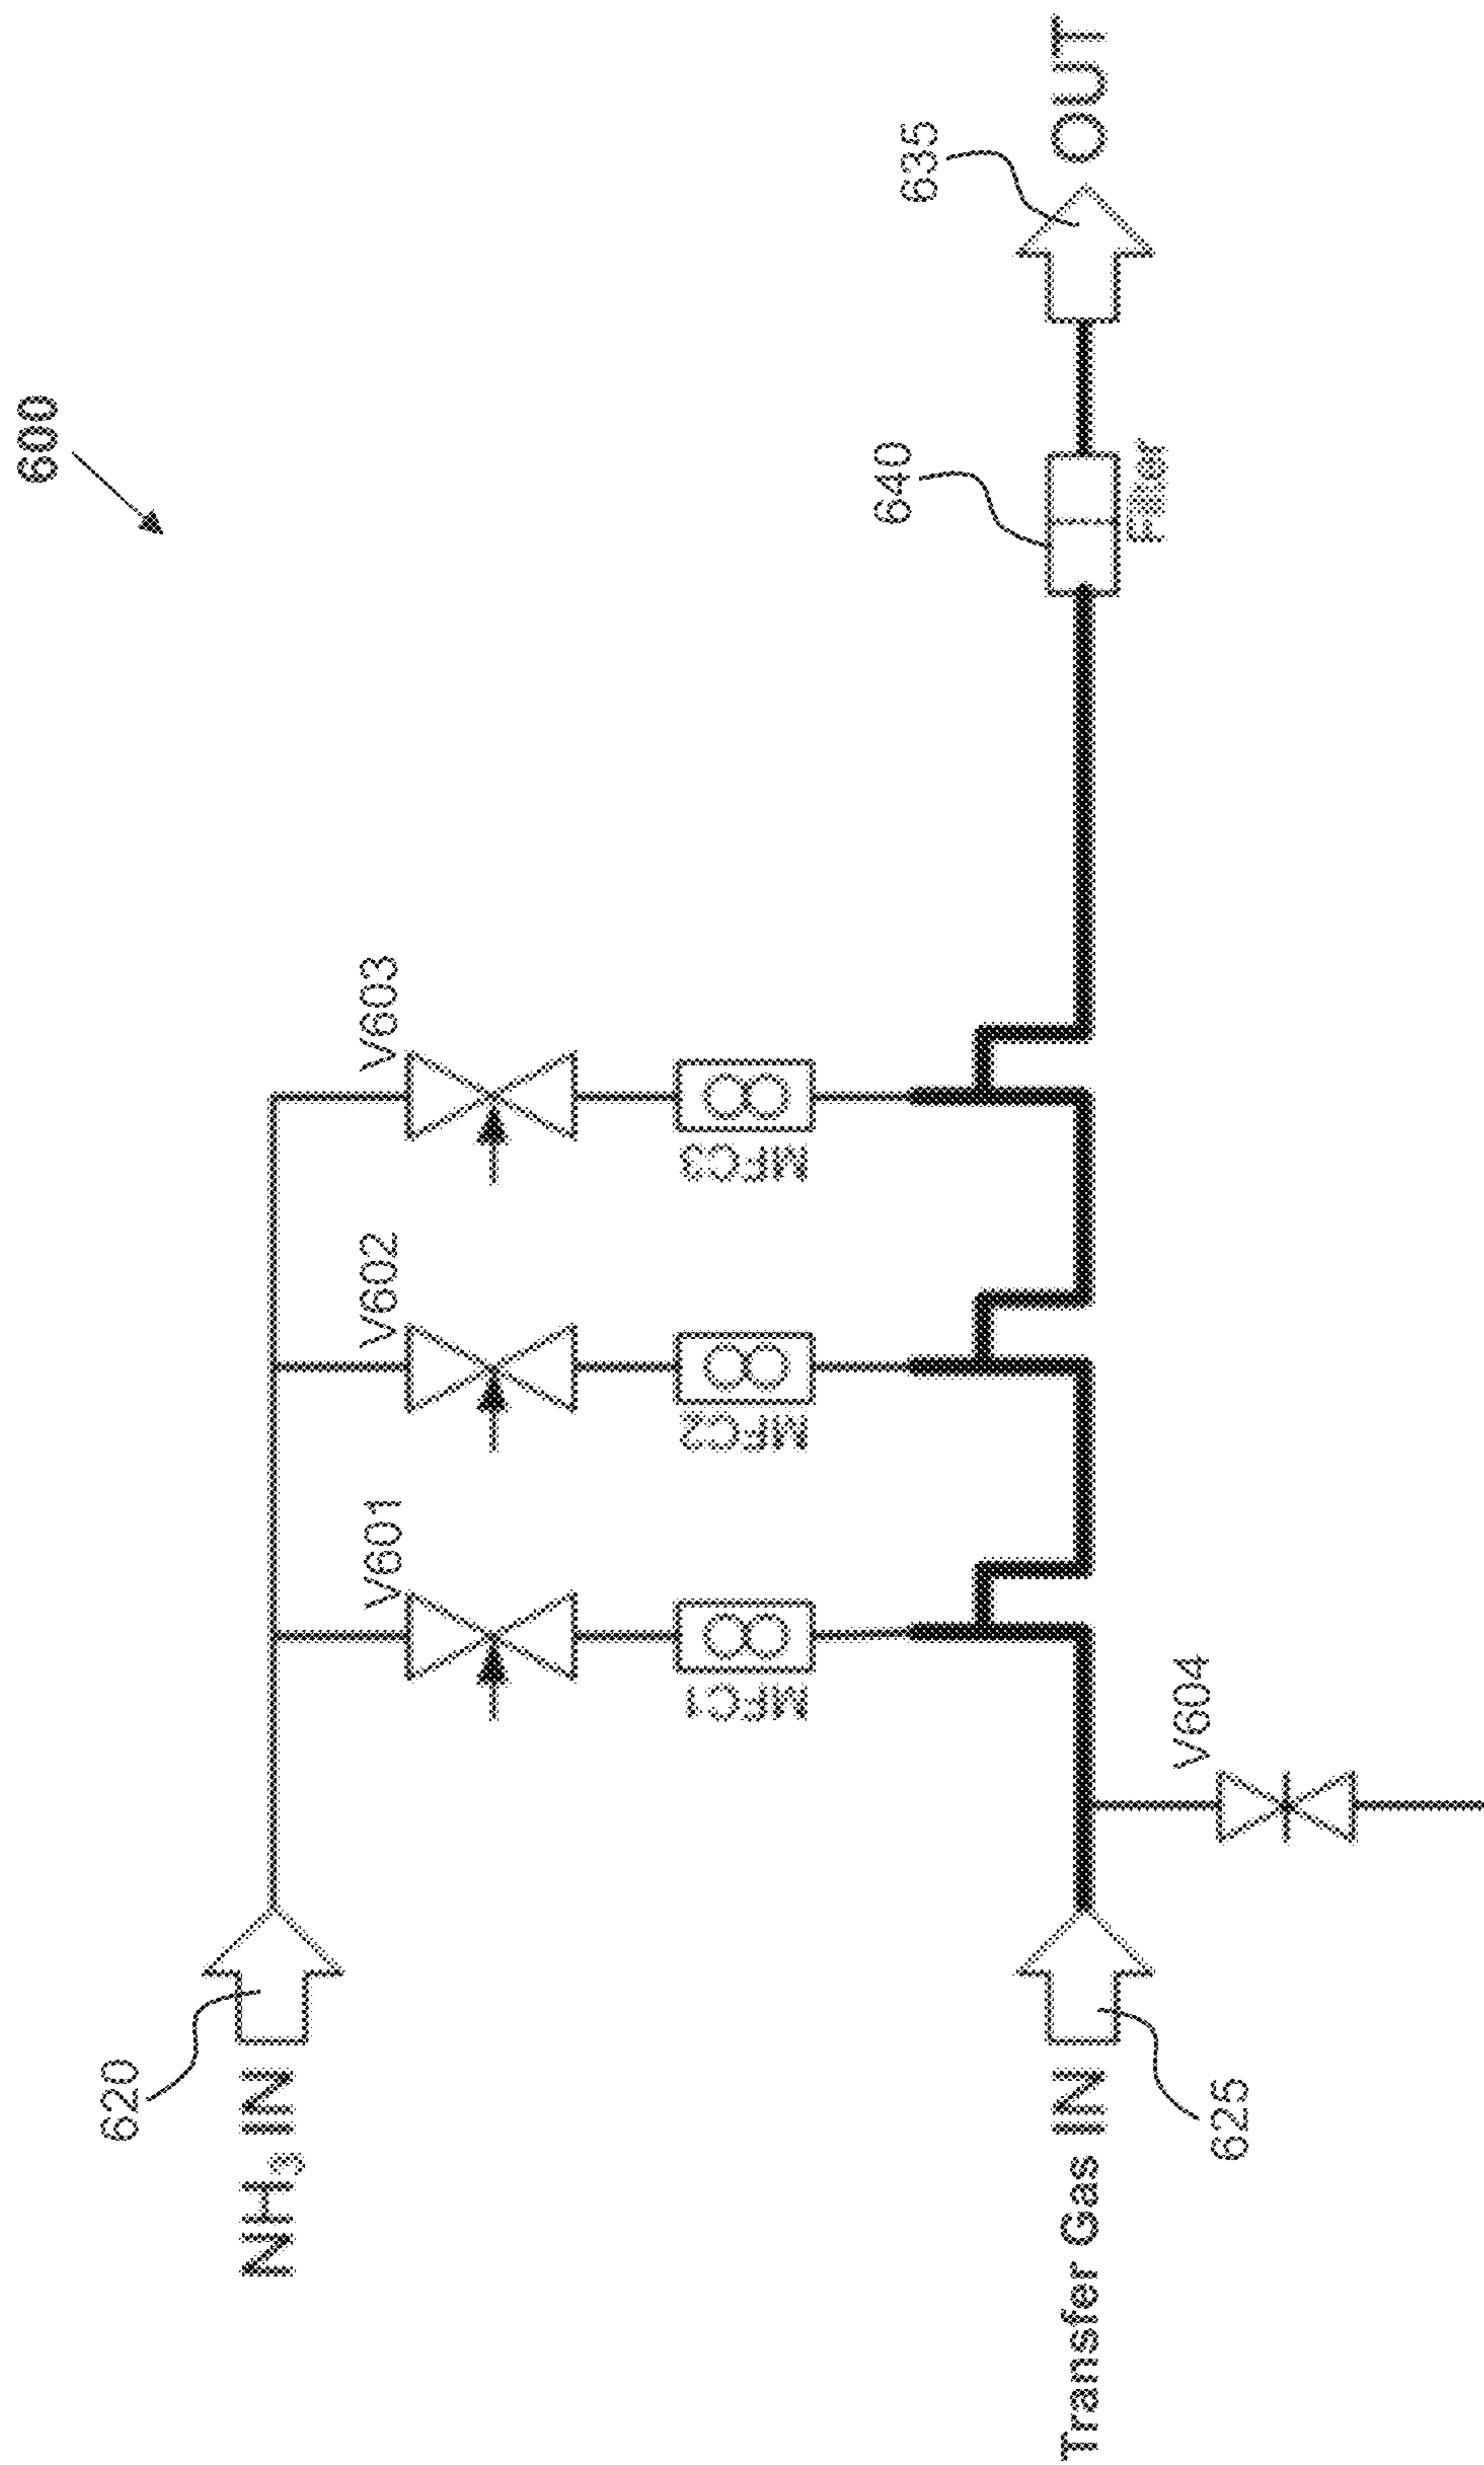 600
NH3 IN
620
V601
V602
V603
MFC1
MFC2
MFC3
Transfer Gas IN
625
V604
640
Filter
635
OUT